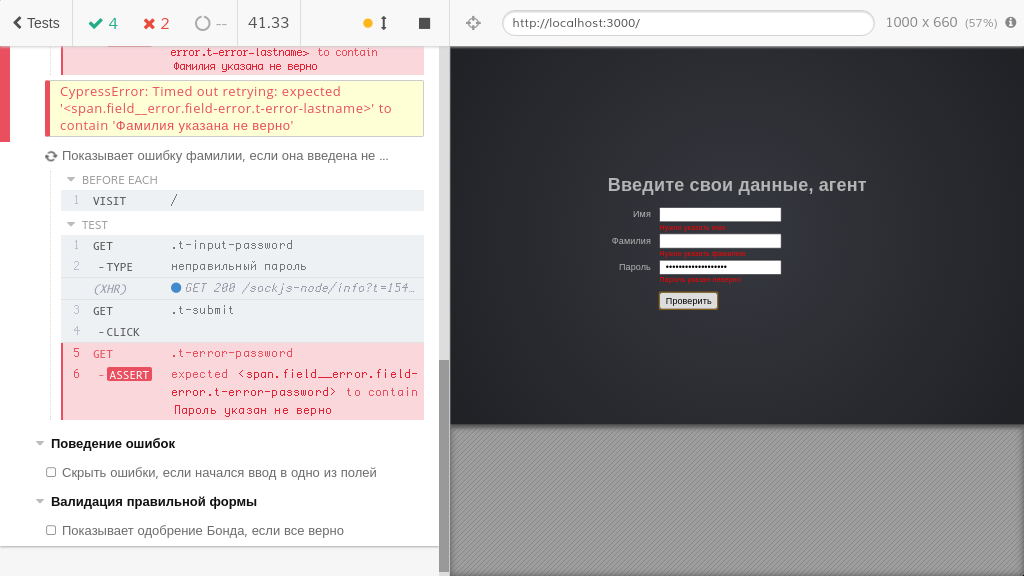 Tests
4
2
--
41.33
http://localhost:3000/
1000 x 660 (57%)
error.t-error-lastname> to contain
Фамилия указана не верно
CypressError: Timed out retrying: expected
'<span.field__error.field-error.t-error-lastname>' to
contain 'Фамилия указана не верно'
Показывает ошибку фамилии, если она введена не ...
BEFORE EACH
1 VISIT /
TEST
1 GET .t-input-password
2 -TYPE неправильный пароль
(XHR) GET 200 /sockjs-node/info?t=154…
3 GET .t-submit
4 -CLICK
5 GET .t-error-password
6 -ASSERT expected <span.field__error.field-
error.t-error-password> to contain
Пароль указан не верно
Поведение ошибок
Скрыть ошибки, если начался ввод в одно из полей
Валидация правильной формы
Показывает одобрение Бонда, если все верно
Введите свои данные, агент
Имя
Фамилия
Пароль
Проверить